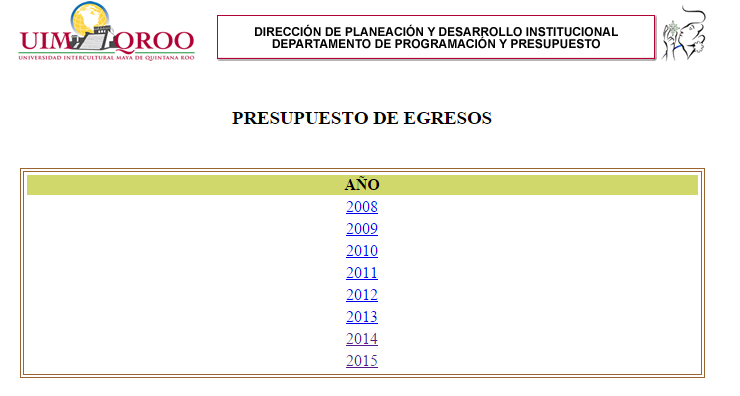 UIMQROO
UNIVERSIDAD INTERCULTURAL MAYA DE QUINTANA ROO
DIRECCIÓN DE PLANEACIÓN Y DESARROLLO INSTITUCIONAL
DEPARTAMENTO DE PROGRAMACIÓN Y PRESUPUESTO
PRESUPUESTO DE EGRESOS
AÑO
2008
2009
2010
2011
2012
2013
2014
2015